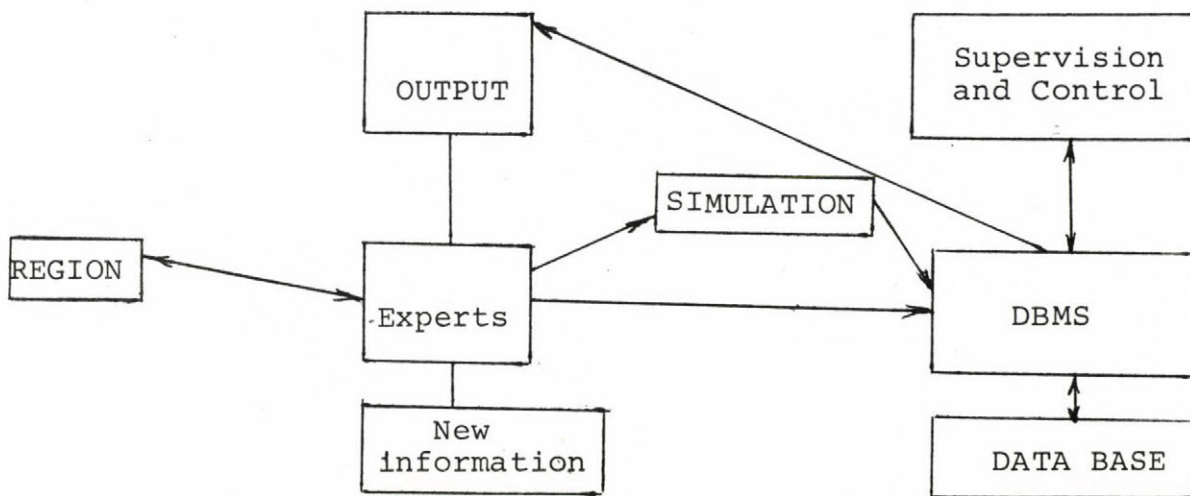 OUTPUT
Supervision
and Control
SIMULATION
REGION
Experts
DBMS
New
information
DATA BASE